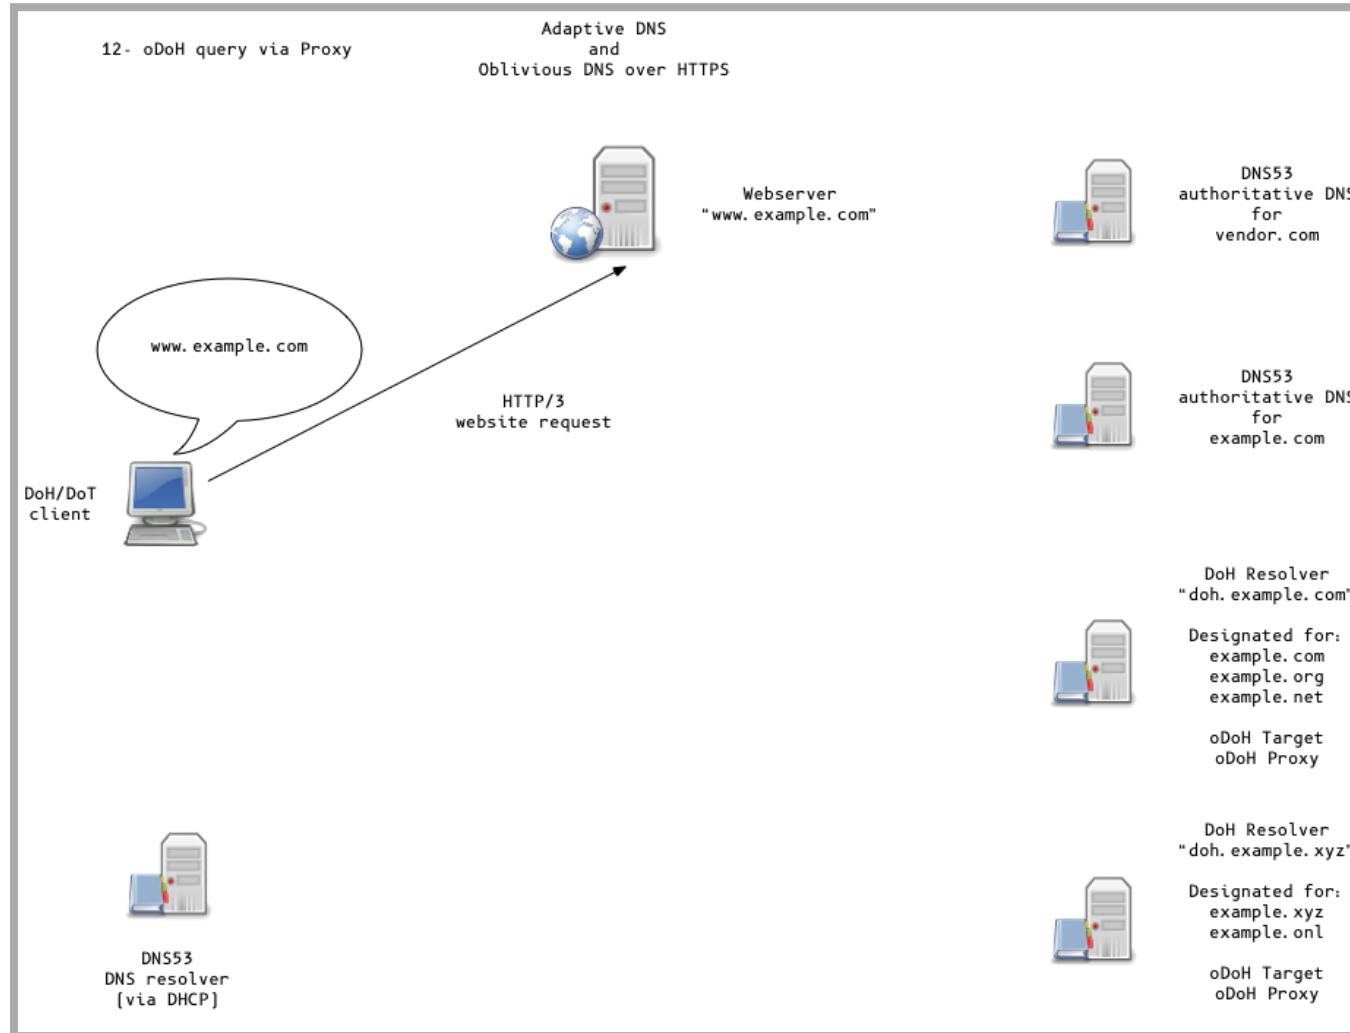 12- oDoH query via Proxy
Adaptive DNS
and
Oblivious DNS over HTTPS
Webserver
"www.example.com"
DNS53
authoritative DNS
for
vendor.com
www.example.com
HTTP/3
website request
DNS53
authoritative DNS
for
example.com
DoH/DoT
client
DoH Resolver
"doh.example.com"
Designated for:
example.com
example.org
example.net
oDoH Target
oDoH Proxy
DoH Resolver
"doh.example.xyz"
Designated for:
example.xyz
example.onl
oDoH Target
oDoH Proxy
DNS53
DNS resolver
[via DHCP]